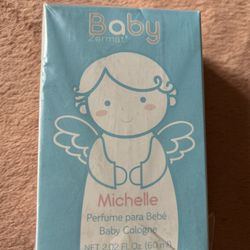 Baby
Zermat
Michelle
Perfume para Bebé
Baby Cologne
NET 2.02 FL.Oz (60 mL)